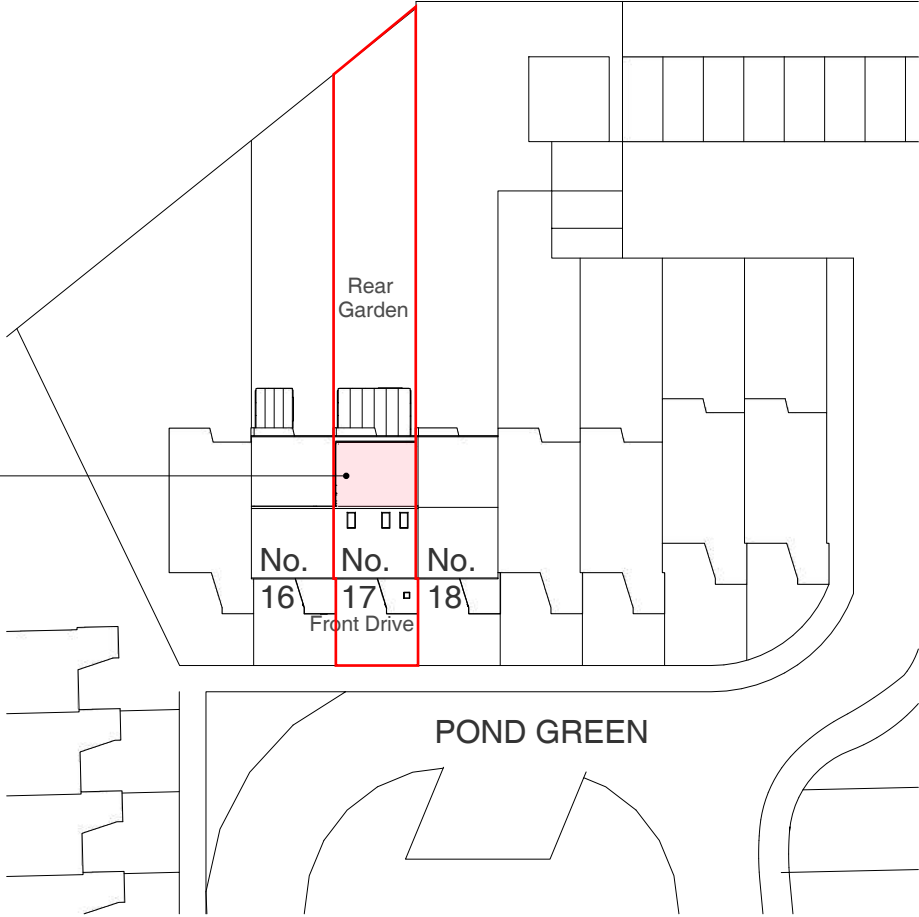 Rear
Garden
No.
16
No.
17
No.
18
Front Drive
POND GREEN